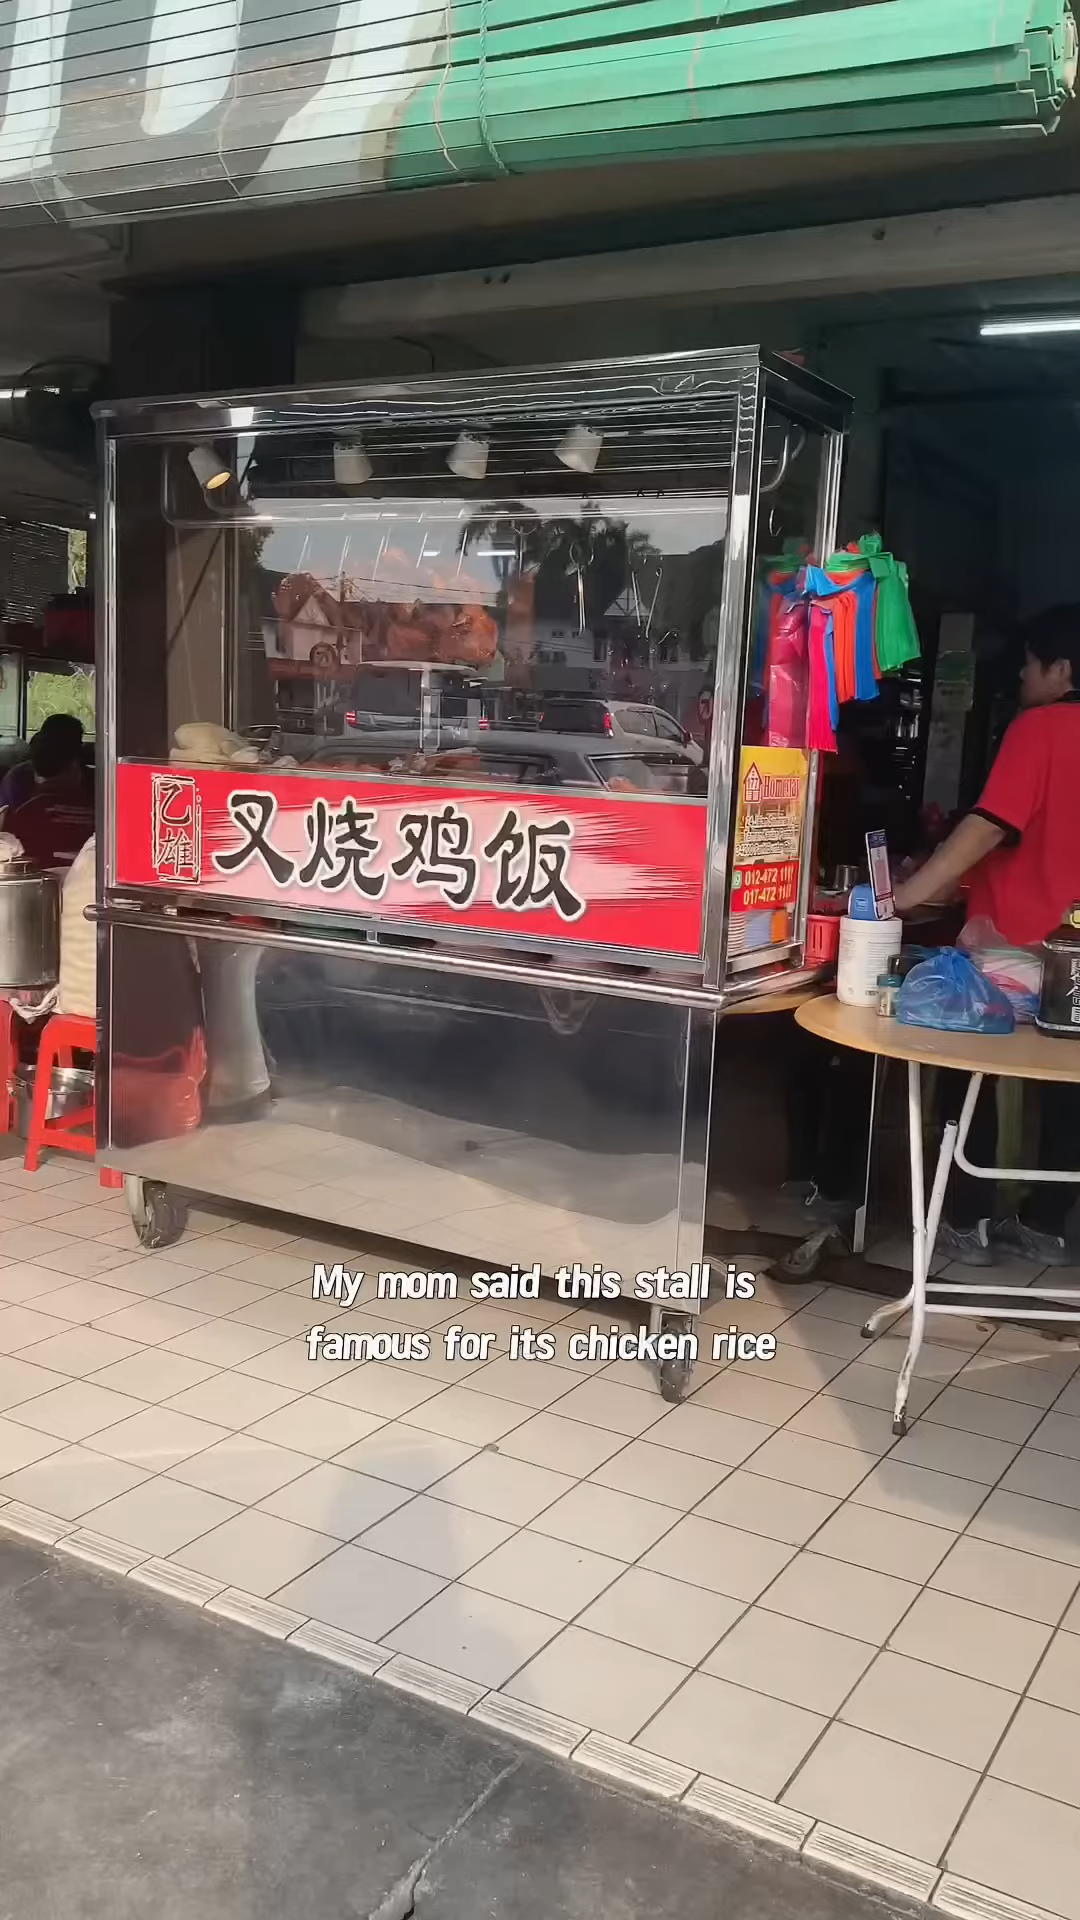 乙雄
叉烧鸡饭
Homestay
012-472 1111
017-472 1111
My mom said this stall is
famous for its chicken rice